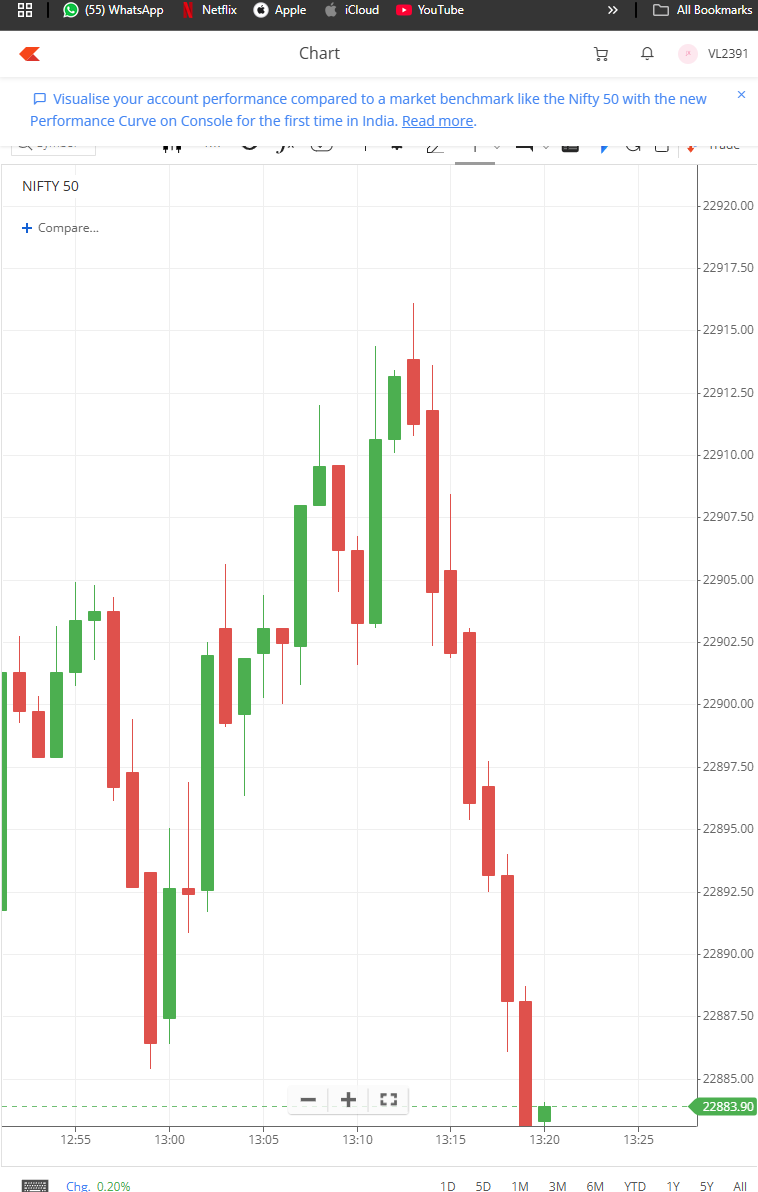 (55) WhatsApp Netflix Apple iCloud YouTube » All Bookmarks
Chart VL2391
Visualise your account performance compared to a market benchmark like the Nifty 50 with the new
Performance Curve on Console for the first time in India. Read more.
NIFTY 50
+ Compare...
22920.00
22917.50
22915.00
22912.50
22910.00
22907.50
22905.00
22902.50
22900.00
22897.50
22895.00
22892.50
22890.00
22887.50
22885.00
22883.90
12:55 13:00 13:05 13:10 13:15 13:20 13:25
Chg. 0.20% 1D 5D 1M 3M 6M YTD 1Y 5Y All